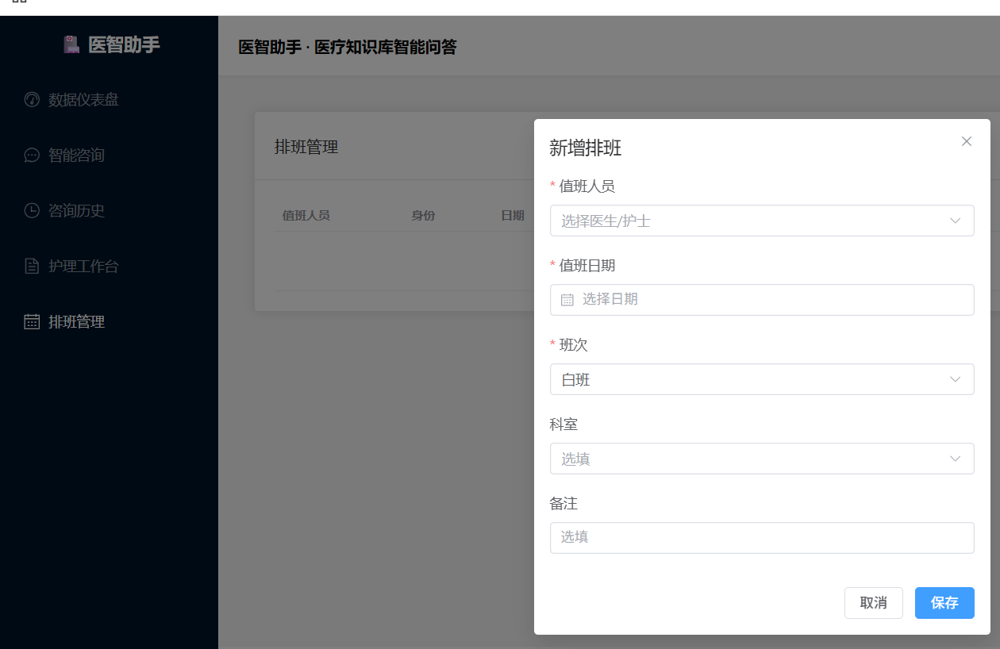 医智助手
医智助手 · 医疗知识库智能问答
数据仪表盘
智能咨询
咨询历史
护理工作台
排班管理
排班管理
值班人员 身份 日期
新增排班
* 值班人员
选择医生/护士
* 值班日期
选择日期
* 班次
白班
科室
选填
备注
选填
取消 保存